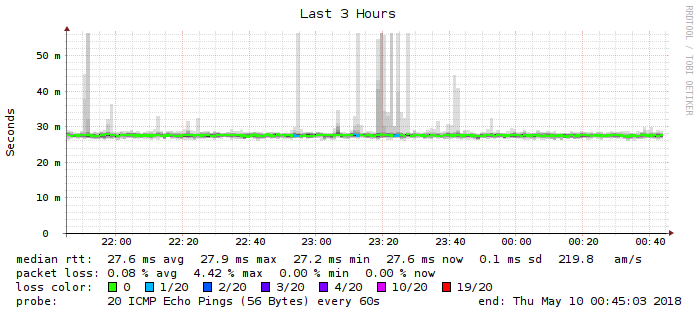 Last 3 Hours
RRDTOOL / TOBI OETIKER
Seconds
50 m
40 m
30 m
20 m
10 m
0
22:00 22:20 22:40 23:00 23:20 23:40 00:00 00:20 00:40
median rtt: 27.6 ms avg 27.9 ms max 27.2 ms min 27.6 ms now 0.1 ms sd 219.8 am/s
packet loss: 0.08 % avg 4.42 % max 0.00 % min 0.00 % now
loss color: 0 1/20 2/20 3/20 4/20 10/20 19/20
probe: 20 ICMP Echo Pings (56 Bytes) every 60s end: Thu May 10 00:45:03 2018